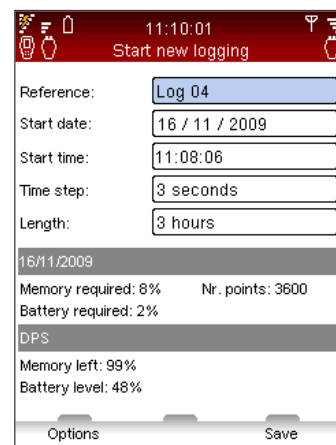 11:10:01
Start new logging
Reference: Log 04
Start date: 16 / 11 / 2009
Start time: 11:08:06
Time step: 3 seconds
Length: 3 hours
16/11/2009
Memory required: 8% Nr. points: 3600
Battery required: 2%
DPS
Memory left: 99%
Battery level: 48%
Options Save